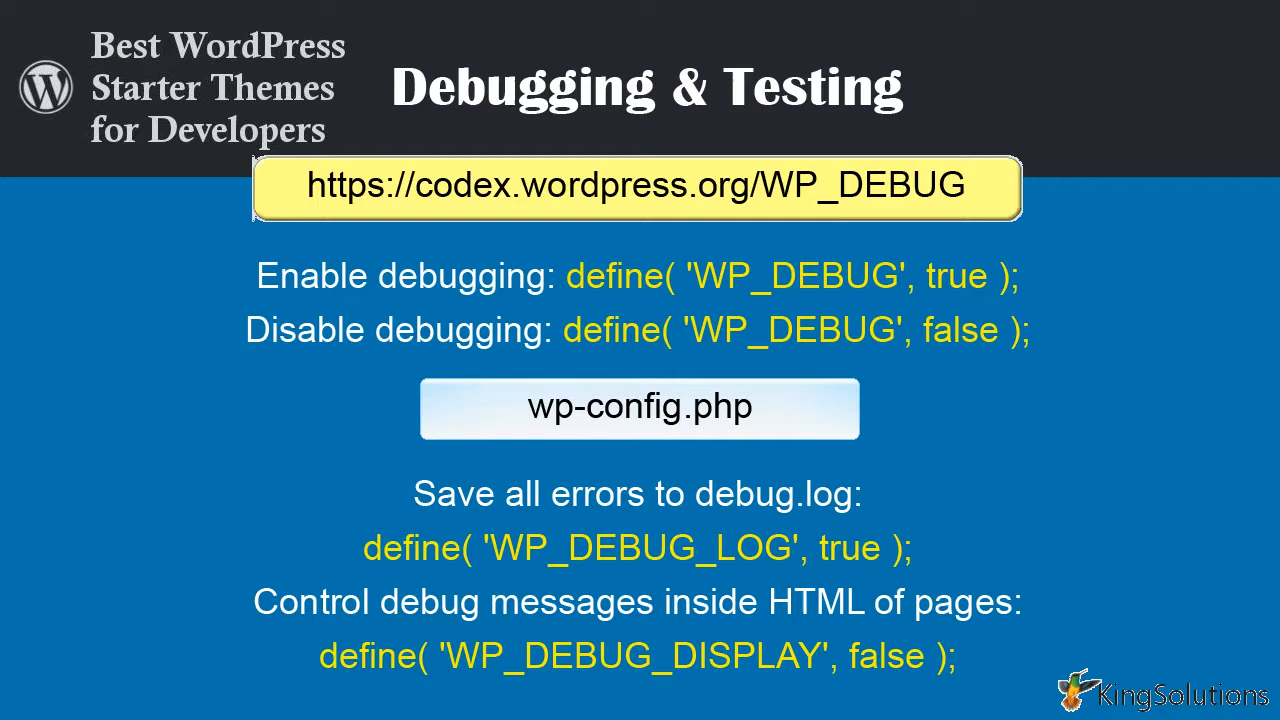 Best WordPress
Starter Themes
for Developers
Debugging & Testing
https://codex.wordpress.org/WP_DEBUG
Enable debugging: define( 'WP_DEBUG', true );
Disable debugging: define( 'WP_DEBUG', false );
wp-config.php
Save all errors to debug.log:
define( 'WP_DEBUG_LOG', true );
Control debug messages inside HTML of pages:
define( 'WP_DEBUG_DISPLAY', false );
KingSolutions